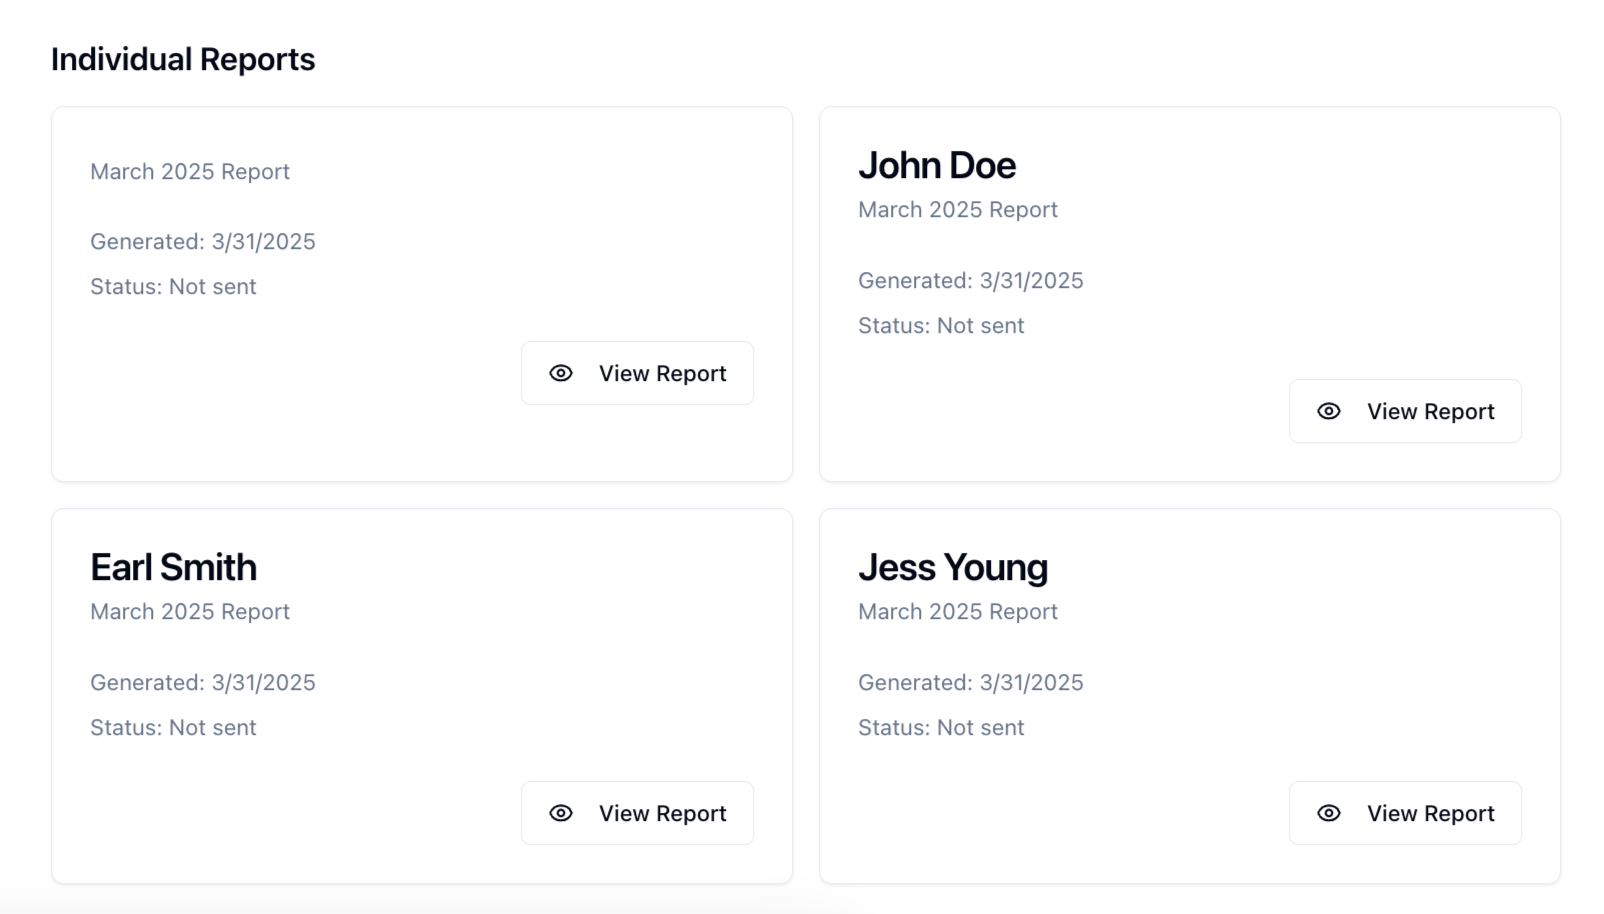 Individual Reports
March 2025 Report
Generated: 3/31/2025
Status: Not sent
View Report
John Doe
March 2025 Report
Generated: 3/31/2025
Status: Not sent
View Report
Earl Smith
March 2025 Report
Generated: 3/31/2025
Status: Not sent
View Report
Jess Young
March 2025 Report
Generated: 3/31/2025
Status: Not sent
View Report